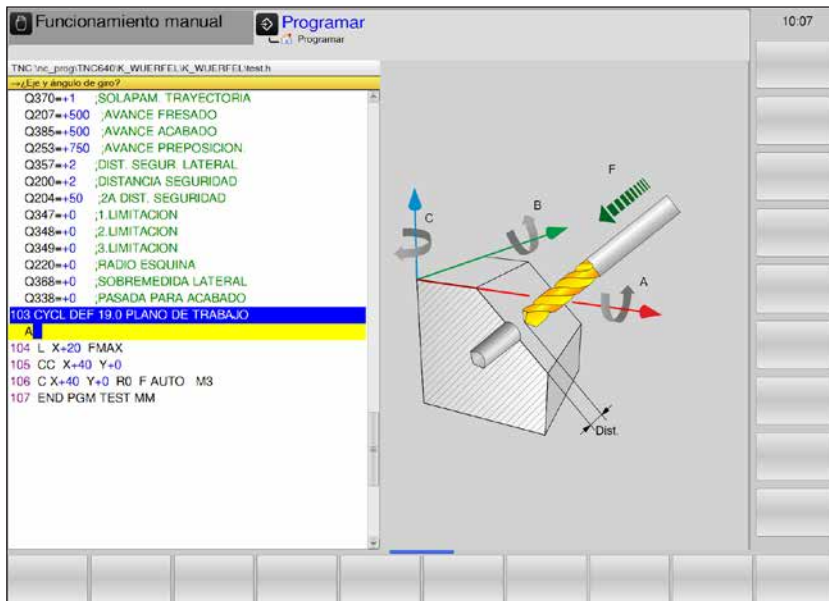 Funcionamiento manual
Programar
Programar
10:07
TNC:\nc_prog\TNC640\K_WUERFEL\K_WUERFEL\test.h
→¿Eje y ángulo de giro?
Q370=+1 ;SOLAPAM. TRAYECTORIA
Q207=+500 ;AVANCE FRESADO
Q385=+500 ;AVANCE ACABADO
Q253=+750 ;AVANCE PREPOSICION.
Q357=+2 ;DIST. SEGUR. LATERAL
Q200=+2 ;DISTANCIA SEGURIDAD
Q204=+50 ;2A DIST. SEGURIDAD
Q347=+0 ;1.LIMITACION
Q348=+0 ;2.LIMITACION
Q349=+0 ;3.LIMITACION
Q220=+0 ;RADIO ESQUINA
Q368=+0 ;SOBREMEDIDA LATERAL
Q338=+0 ;PASADA PARA ACABADO
103 CYCL DEF 19.0 PLANO DE TRABAJO
A
104 L X+20 FMAX
105 CC X+40 Y+0
106 C X+40 Y+0 R0 F AUTO M3
107 END PGM TEST MM
F
B
C
A
Dist.